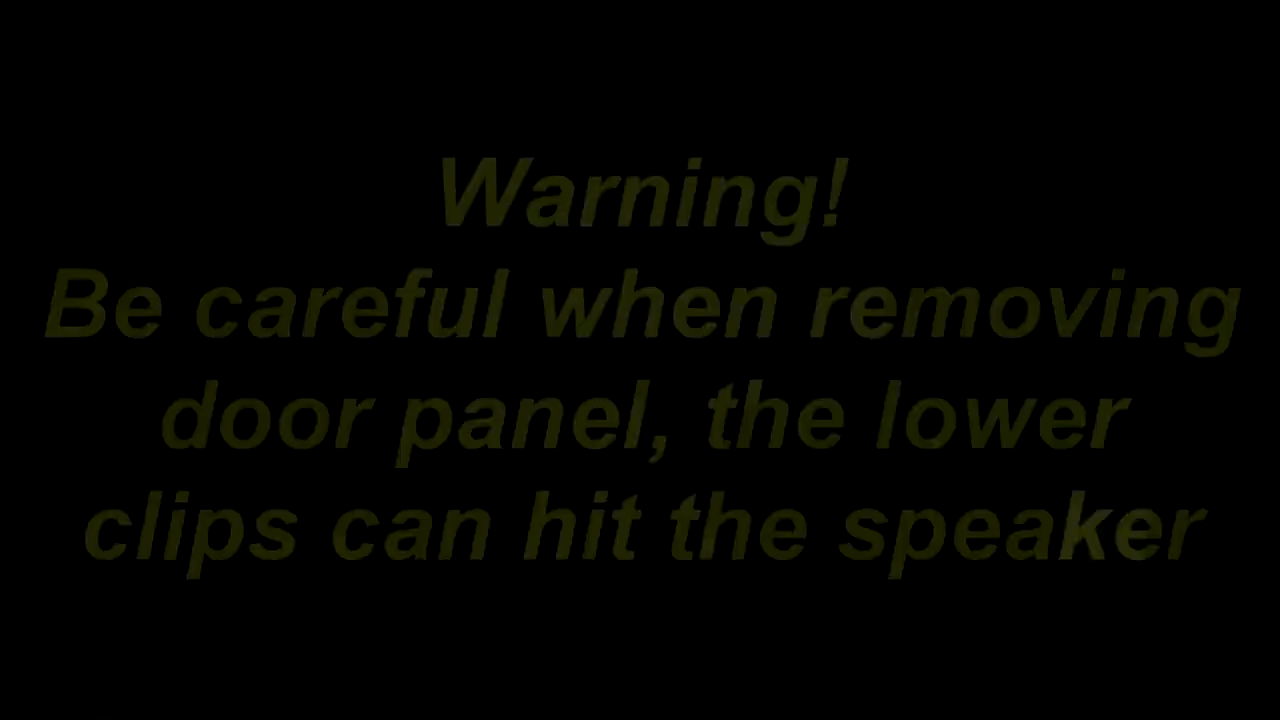 Warning!
Be careful when removing
door panel, the lower
clips can hit the speaker